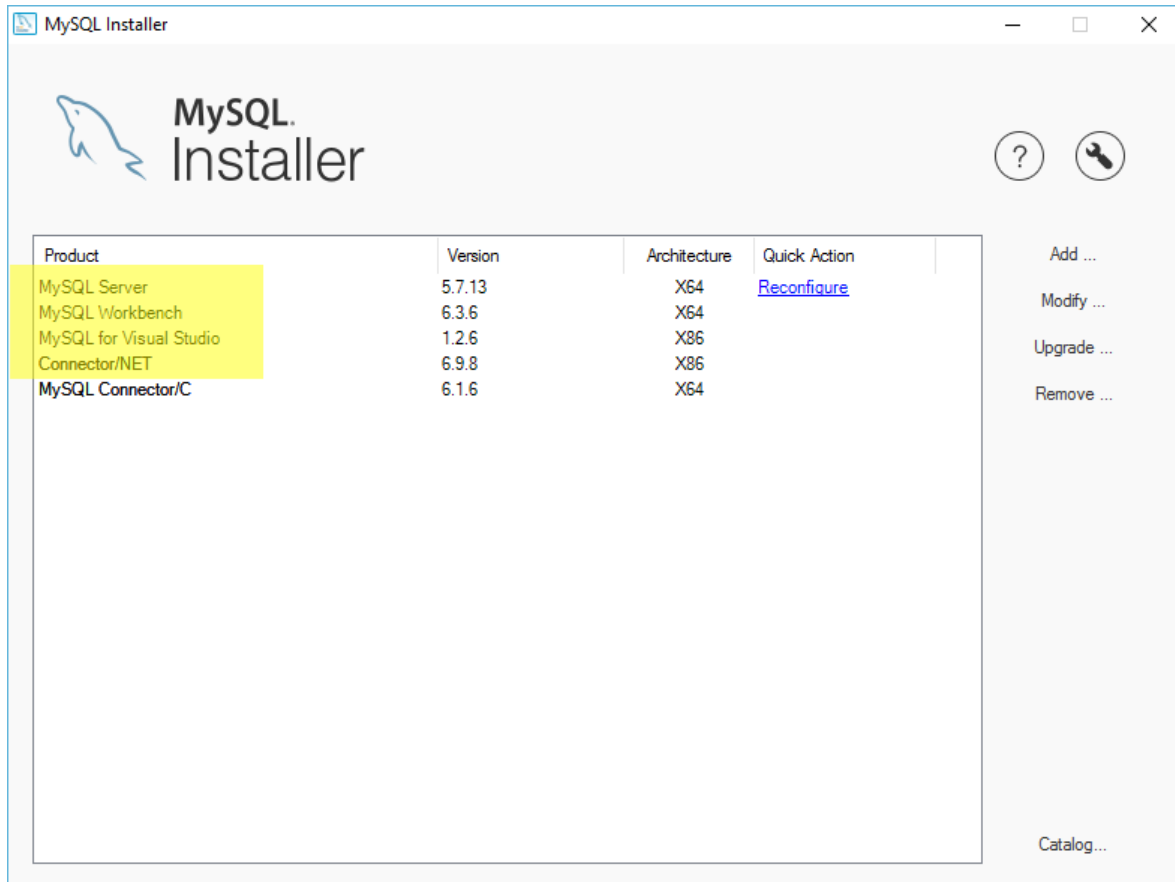 MySQL Installer
MySQL.
Installer
?
Product Version Architecture Quick Action
MySQL Server 5.7.13 X64 Reconfigure
MySQL Workbench 6.3.6 X64
MySQL for Visual Studio 1.2.6 X86
Connector/NET 6.9.8 X86
MySQL Connector/C 6.1.6 X64
Add ...
Modify ...
Upgrade ...
Remove ...
Catalog...